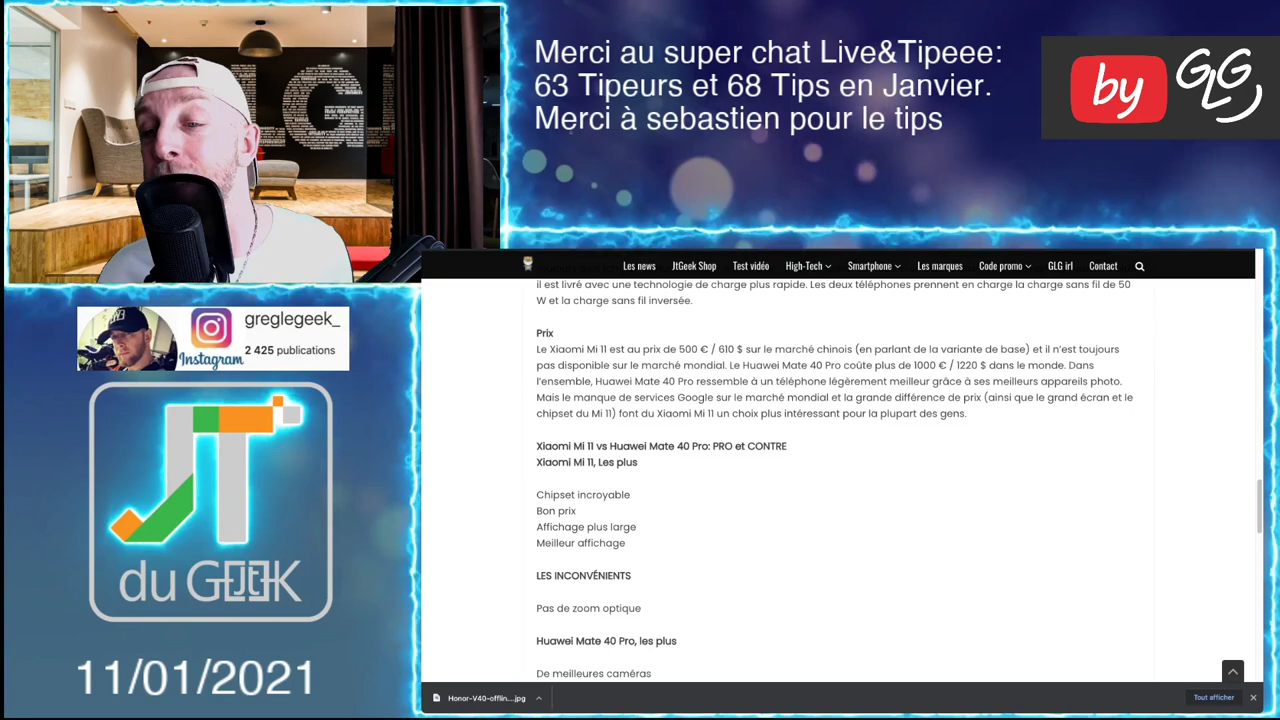 Merci au super chat Live&Tipeee:
63 Tipeurs et 68 Tips en Janvier.
Merci à sebastien pour le tips
by GLG
greglegeek_
Instagram
2 425 publications
JT
du GEEK
11/01/2021
Les news JtGeek Shop Test vidéo High-Tech Smartphone Les marques Code promo GLG irl Contact
il est livré avec une technologie de charge plus rapide. Les deux téléphones prennent en charge la charge sans fil de 50
W et la charge sans fil inversée.
Prix
Le Xiaomi Mi 11 est au prix de 500 € / 610 $ sur le marché chinois (en parlant de la variante de base) et il n'est toujours
pas disponible sur le marché mondial. Le Huawei Mate 40 Pro coûte plus de 1000 € / 1220 $ dans le monde. Dans
l'ensemble, Huawei Mate 40 Pro ressemble à un téléphone légèrement meilleur grâce à ses meilleurs appareils photo.
Mais le manque de services Google sur le marché mondial et la grande différence de prix (ainsi que le grand écran et le
chipset du Mi 11) font du Xiaomi Mi 11 un choix plus intéressant pour la plupart des gens.
Xiaomi Mi 11 vs Huawei Mate 40 Pro: PRO et CONTRE
Xiaomi Mi 11, Les plus
Chipset incroyable
Bon prix
Affichage plus large
Meilleur affichage
LES INCONVÉNIENTS
Pas de zoom optique
Huawei Mate 40 Pro, les plus
De meilleures caméras
Honor-V40-offlin....jpg
Tout afficher